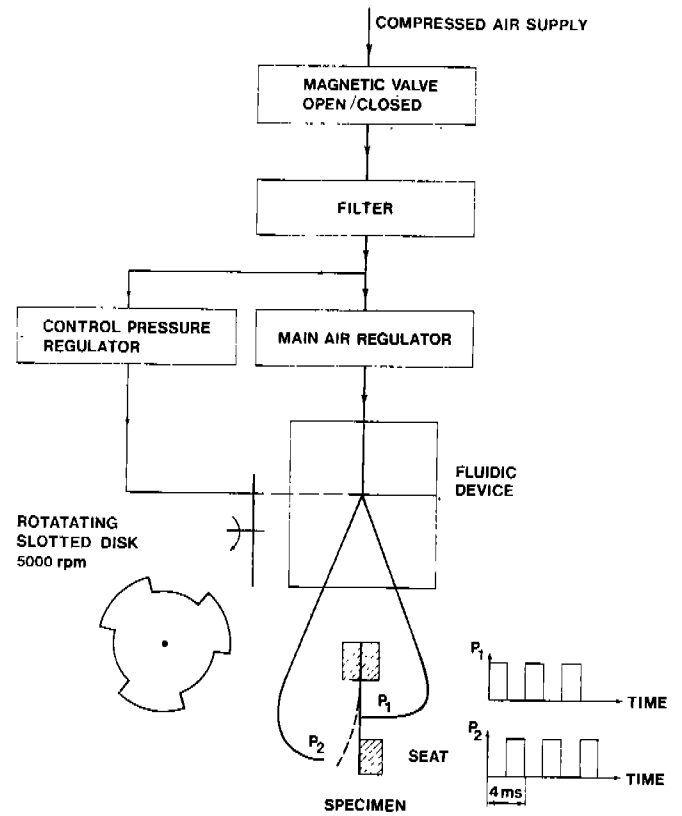 COMPRESSED AIR SUPPLY
MAGNETIC VALVE
OPEN/CLOSED
FILTER
CONTROL PRESSURE
REGULATOR
MAIN AIR REGULATOR
FLUIDIC
DEVICE
ROTATATING
SLOTTED DISK
5000 rpm
P1
P2
SEAT
SPECIMEN
P1
TIME
P2
TIME
4 ms